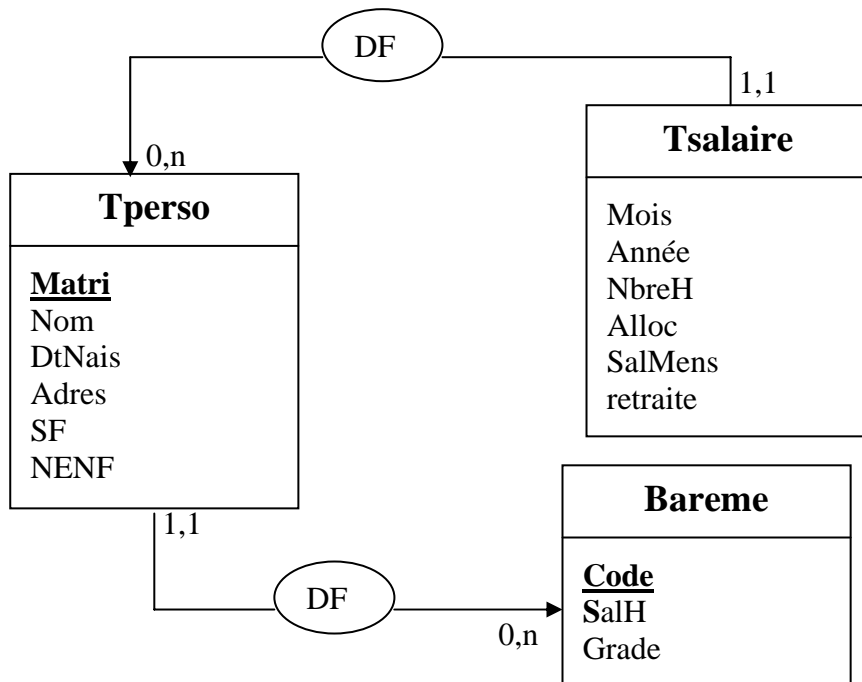 DF
1,1
0,n
Tsalaire
Mois
Année
NbreH
Alloc
SalMens
retraite
Tperso
Matri
Nom
DtNais
Adres
SF
NENF
1,1
DF
0,n
Bareme
Code
SalH
Grade